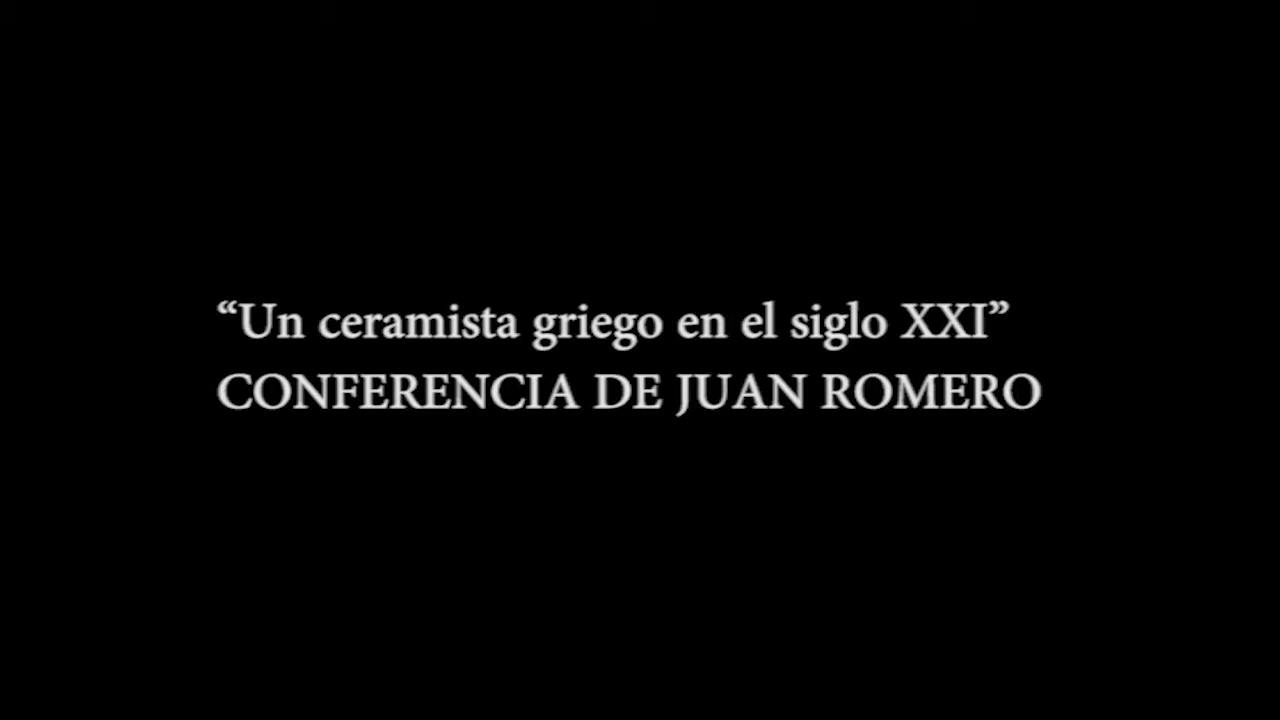 “Un ceramista griego en el siglo XXI”
CONFERENCIA DE JUAN ROMERO